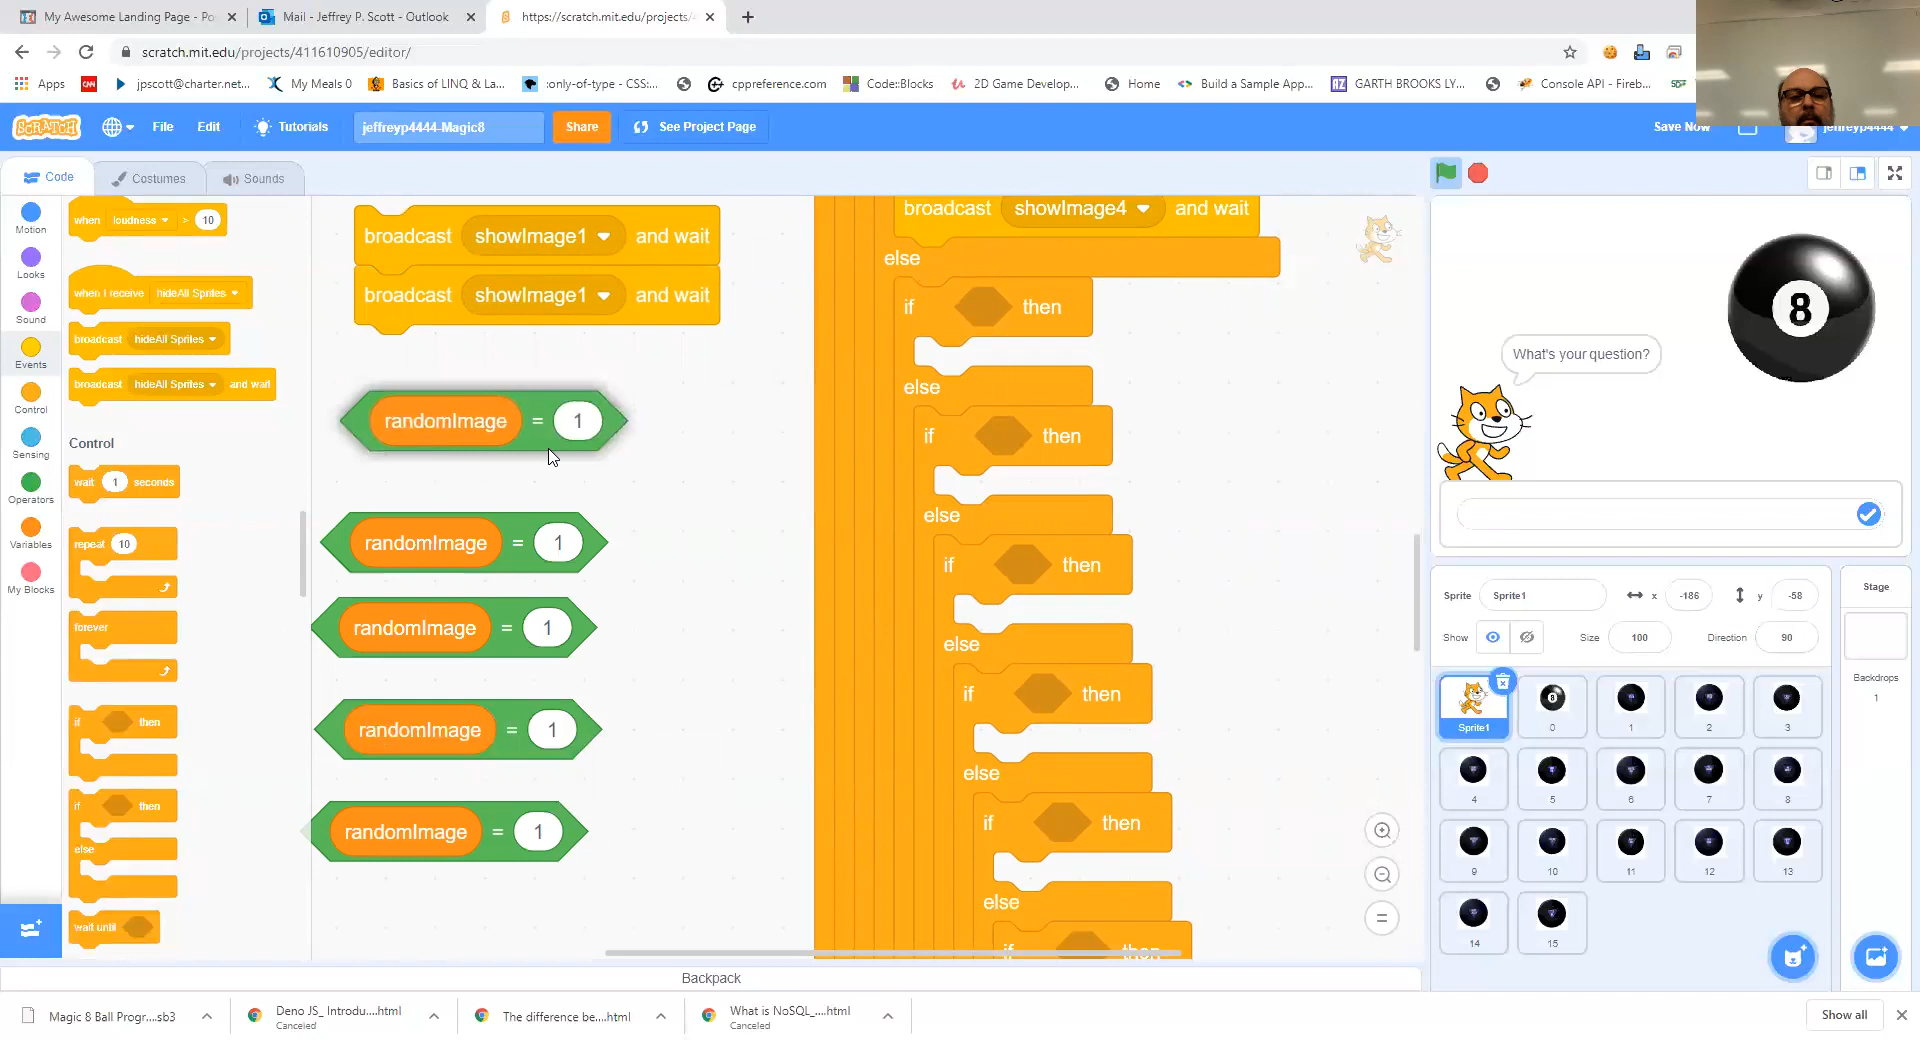 My Awesome Landing Page - Po
Mail - Jeffrey P. Scott - Outlook
https://scratch.mit.edu/projects/4
scratch.mit.edu/projects/411610905/editor/
Apps
CNN
jpscott@charter.net...
My Meals 0
Basics of LINQ & La...
:only-of-type - CSS:...
cppreference.com
Code::Blocks
2D Game Develop...
Home
Build a Sample App...
GARTH BROOKS LY...
Console API - Fireb...
SCRATCH
File
Edit
Tutorials
jeffreyp4444-Magic8
Share
See Project Page
Save Now
jeffreyp4444
Code
Costumes
Sounds
Motion
Looks
Sound
Events
Control
Sensing
Operators
Variables
My Blocks
when loudness > 10
when I receive hideAll Sprites
broadcast hideAll Sprites
broadcast hideAll Sprites and wait
Control
wait 1 seconds
repeat 10
forever
if then
if then
else
wait until
broadcast showImage1 and wait
broadcast showImage1 and wait
randomImage = 1
randomImage = 1
randomImage = 1
randomImage = 1
randomImage = 1
broadcast showImage4 and wait
else
if then
else
if then
else
if then
else
if then
else
if then
else
if then
Backpack
8
What's your question?
Sprite Sprite1 x -186 y -58
Show Size 100 Direction 90
Stage
Backdrops
1
Sprite1 0 1 2 3
4 5 6 7 8
9 10 11 12 13
14 15
Magic 8 Ball Progr....sb3
Deno JS_ Introdu....html
Canceled
The difference be....html
What is NoSQL_....html
Canceled
Show all